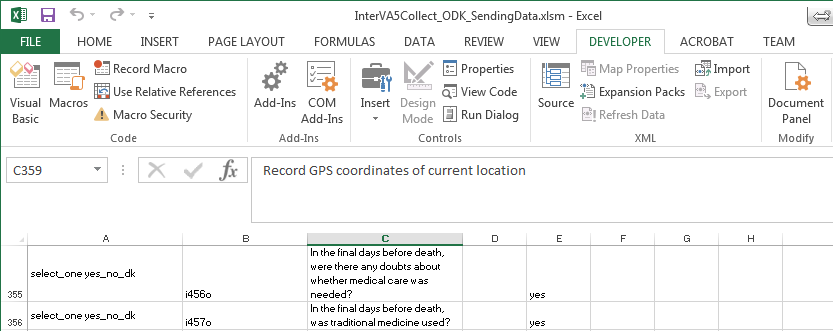 InterVA5Collect_ODK_SendingData.xlsm - Excel
FILE HOME INSERT PAGE LAYOUT FORMULAS DATA REVIEW VIEW DEVELOPER ACROBAT TEAM
Visual Basic
Macros
Record Macro
Use Relative References
Macro Security
Code
Add-Ins
COM Add-Ins
Add-Ins
Insert
Design Mode
Properties
View Code
Run Dialog
Controls
Source
Map Properties
Expansion Packs
Refresh Data
Import
Export
XML
Document Panel
Modify
C359 fx Record GPS coordinates of current location
A B C D E F G H
355 select_one yes_no_dk i456o In the final days before death,
were there any doubts about
whether medical care was
needed? yes
356 select_one yes_no_dk i457o In the final days before death,
was traditional medicine used? yes